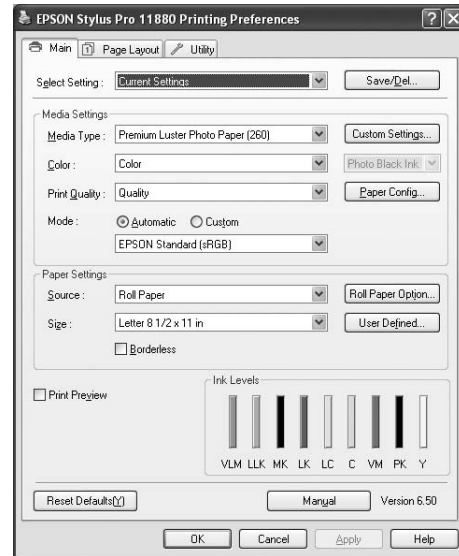 EPSON Stylus Pro 11880 Printing Preferences
Main Page Layout Utility
Select Setting : Current Settings Save/Del...
Media Settings
Media Type : Premium Luster Photo Paper (260) Custom Settings...
Color : Color Photo Black Ink
Print Quality : Quality Paper Config...
Mode : Automatic Custom
EPSON Standard (sRGB)
Paper Settings
Source : Roll Paper Roll Paper Option...
Size : Letter 8 1/2 x 11 in User Defined...
Borderless
Print Preview
Ink Levels
VLM LLK MK LK LC C VM PK Y
Reset Defaults(Y) Manual Version 6.50
OK Cancel Apply Help